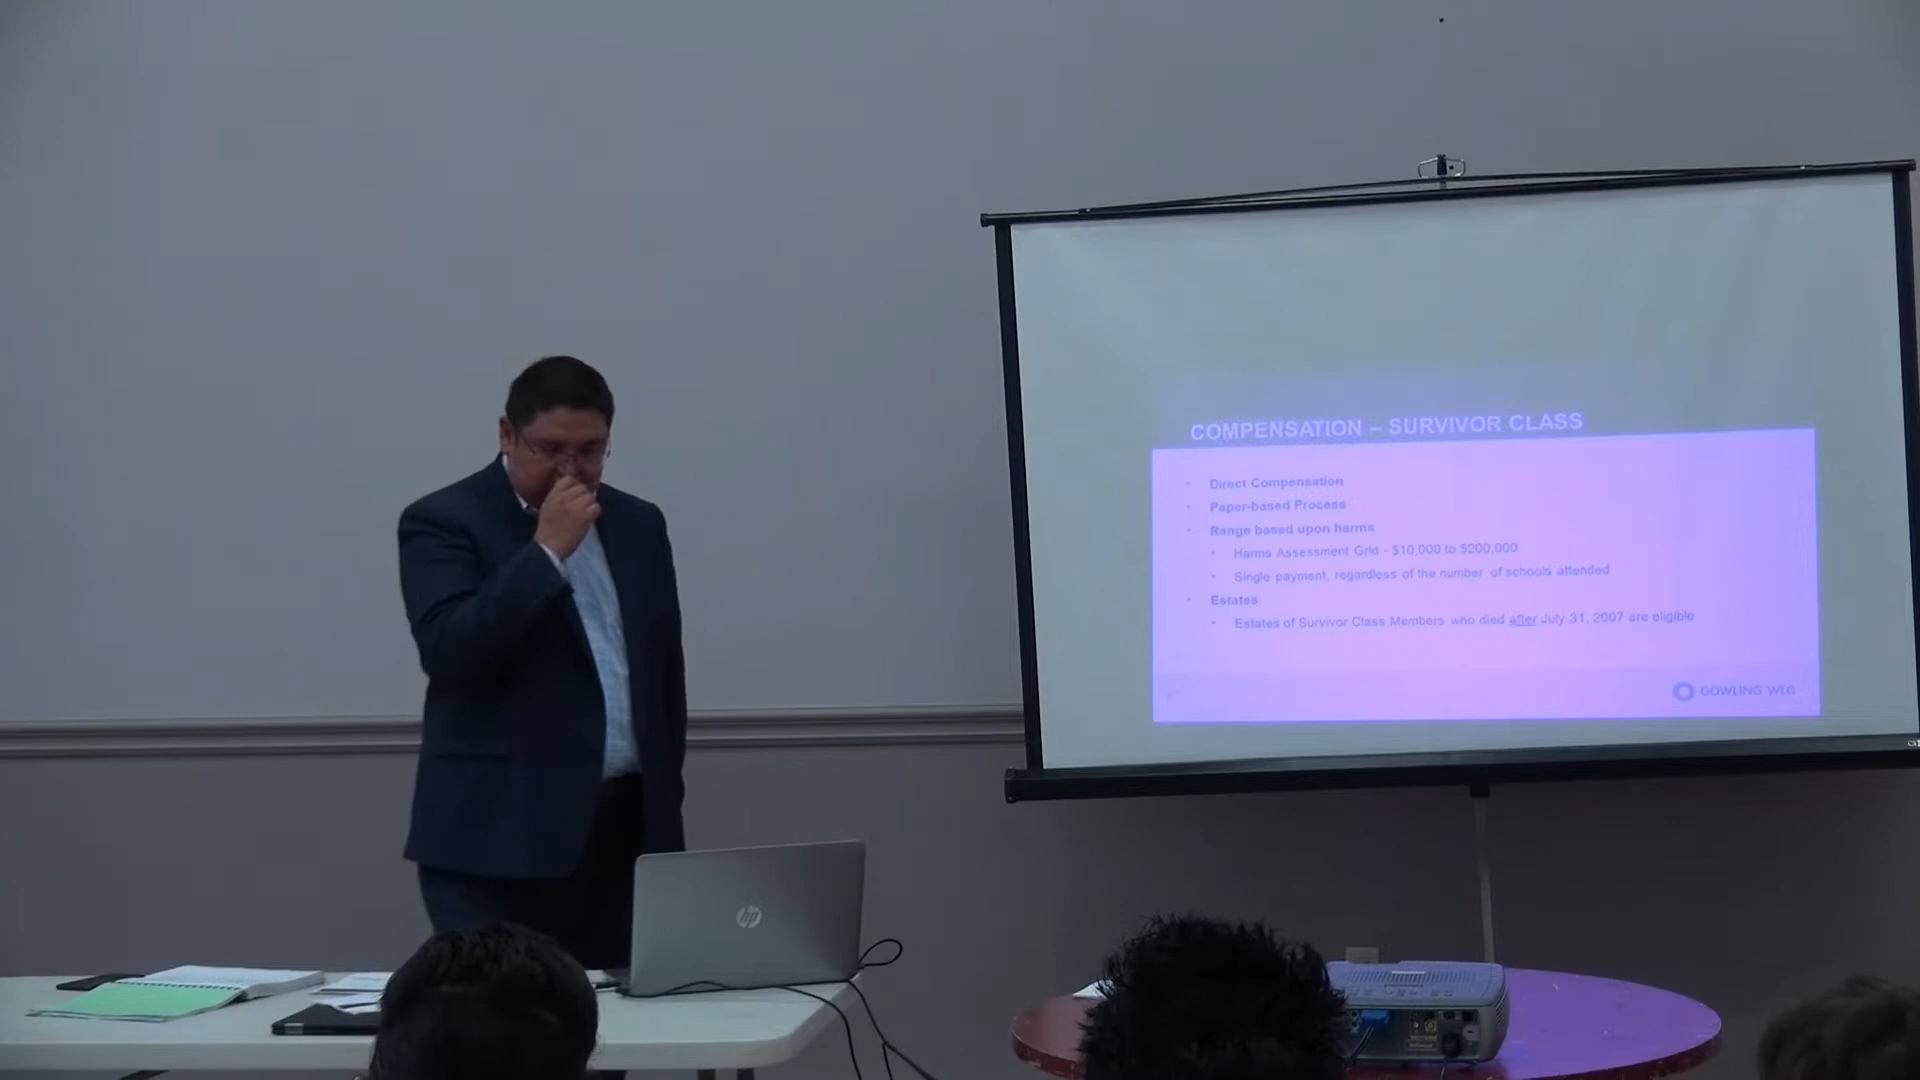 COMPENSATION – SURVIVOR CLASS
Direct Compensation
Paper-based Process
Range based upon harms
Harms Assessment Grid - $10,000 to $200,000
Single payment, regardless of the number of schools attended
Estates
Estates of Survivor Class Members who died after July 31, 2007 are eligible
GOWLING WLG
hp